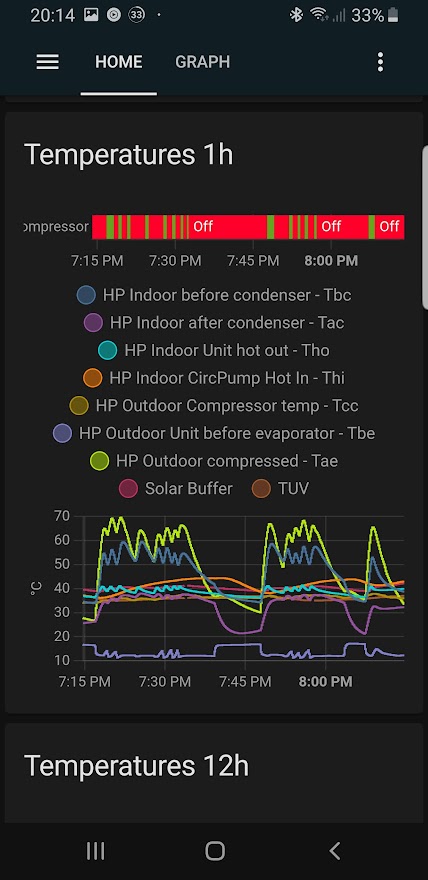 20:14 33 33%
HOME GRAPH
Temperatures 1h
ompressor Off Off Off
7:15 PM 7:30 PM 7:45 PM 8:00 PM
HP Indoor before condenser - Tbc
HP Indoor after condenser - Tac
HP Indoor Unit hot out - Tho
HP Indoor CircPump Hot In - Thi
HP Outdoor Compressor temp - Tcc
HP Outdoor Unit before evaporator - Tbe
HP Outdoor compressed - Tae
Solar Buffer TUV
70
60
50
°C
40
30
20
10
7:15 PM 7:30 PM 7:45 PM 8:00 PM
Temperatures 12h